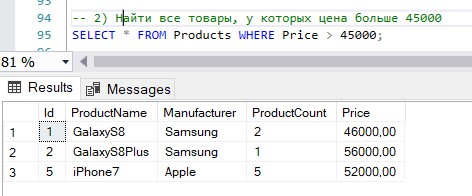 93
94 -- 2) Найти все товары, у которых цена больше 45000
95 SELECT * FROM Products WHERE Price > 45000;
96
81 %
Results Messages
Id ProductName Manufacturer ProductCount Price
1 1 GalaxyS8 Samsung 2 46000,00
2 2 GalaxyS8Plus Samsung 1 56000,00
3 5 iPhone7 Apple 5 52000,00